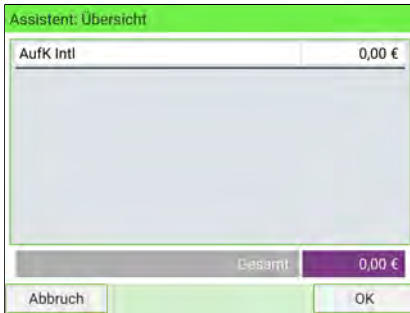 Assistent: Übersicht
AufK Intl 0,00 €
Gesamt 0,00 €
Abbruch OK